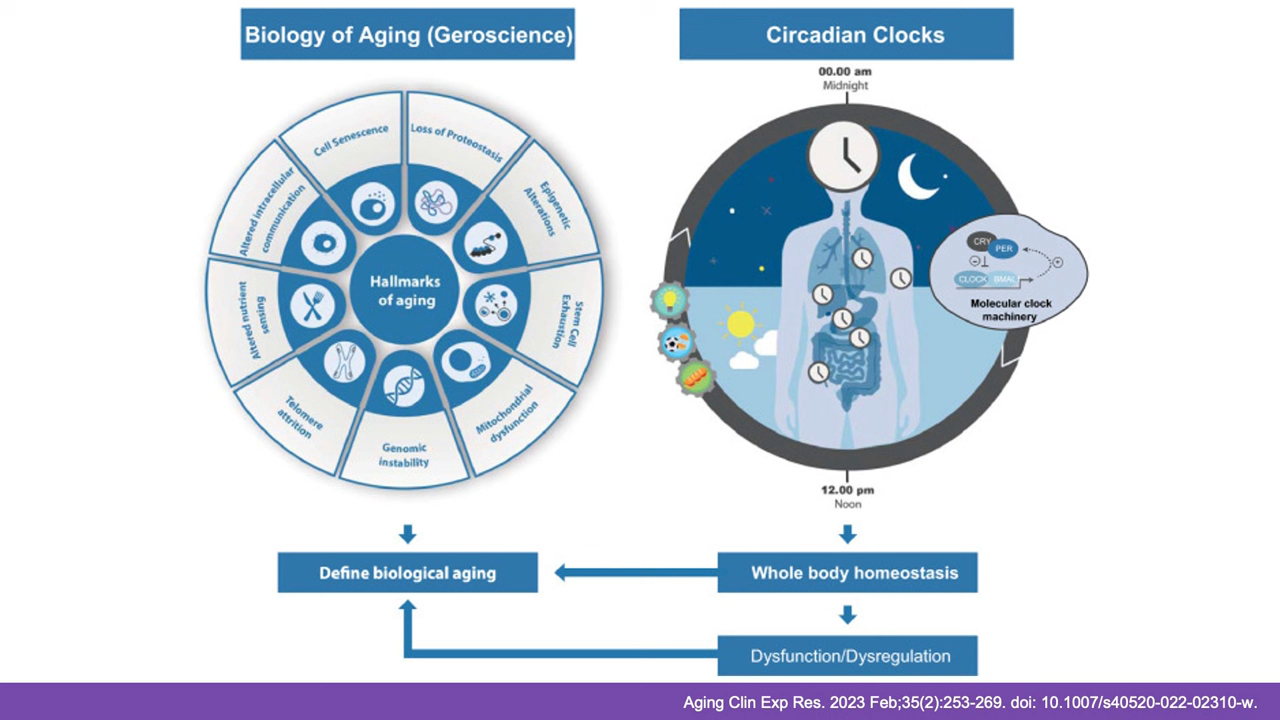 Biology of Aging (Geroscience)
Cell Senescence
Loss of Proteostasis
Epigenetic
Alterations
Stem Cell
Exhaustion
Mitochondrial
dysfunction
Genomic
instability
Telomere
attrition
Altered nutrient
sensing
Altered intracellular
communication
Hallmarks
of aging
Circadian Clocks
00.00 am
Midnight
CRY
PER
CLOCK
BMAL
Molecular clock
machinery
12.00 pm
Noon
Define biological aging
Whole body homeostasis
Dysfunction/Dysregulation
Aging Clin Exp Res. 2023 Feb;35(2):253-269. doi: 10.1007/s40520-022-02310-w.